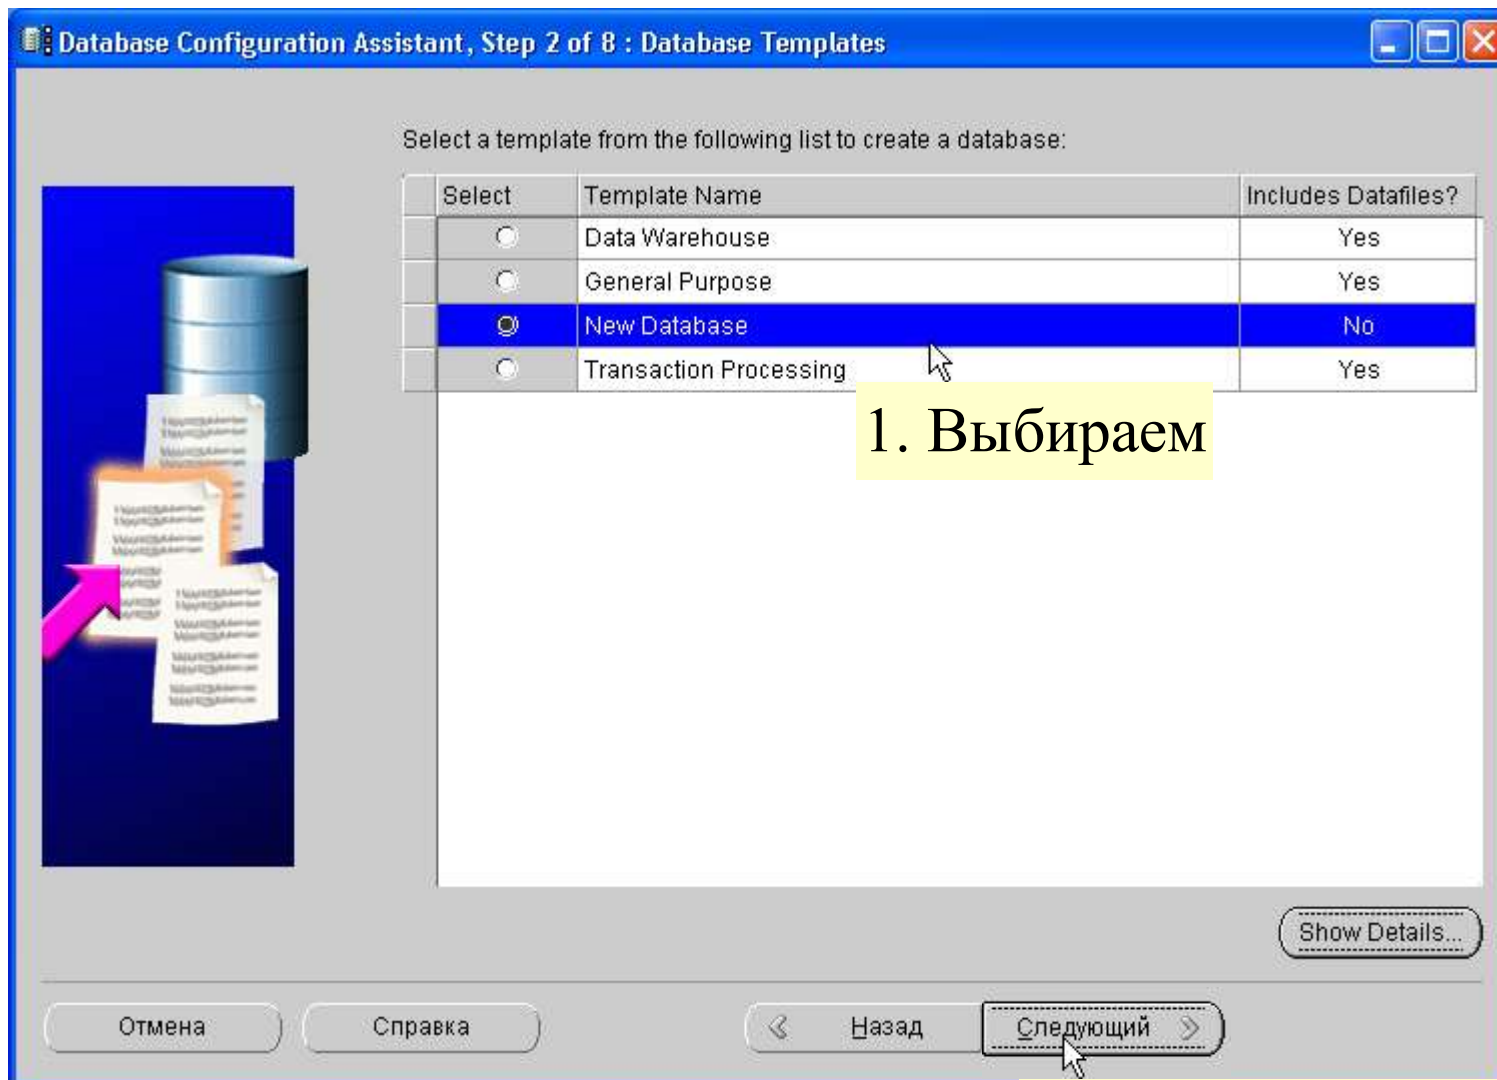 Database Configuration Assistant, Step 2 of 8 : Database Templates
Select a template from the following list to create a database:
Select Template Name Includes Datafiles?
Data Warehouse Yes
General Purpose Yes
New Database No
Transaction Processing Yes
1. Выбираем
Show Details...
Отмена Справка Назад Следующий